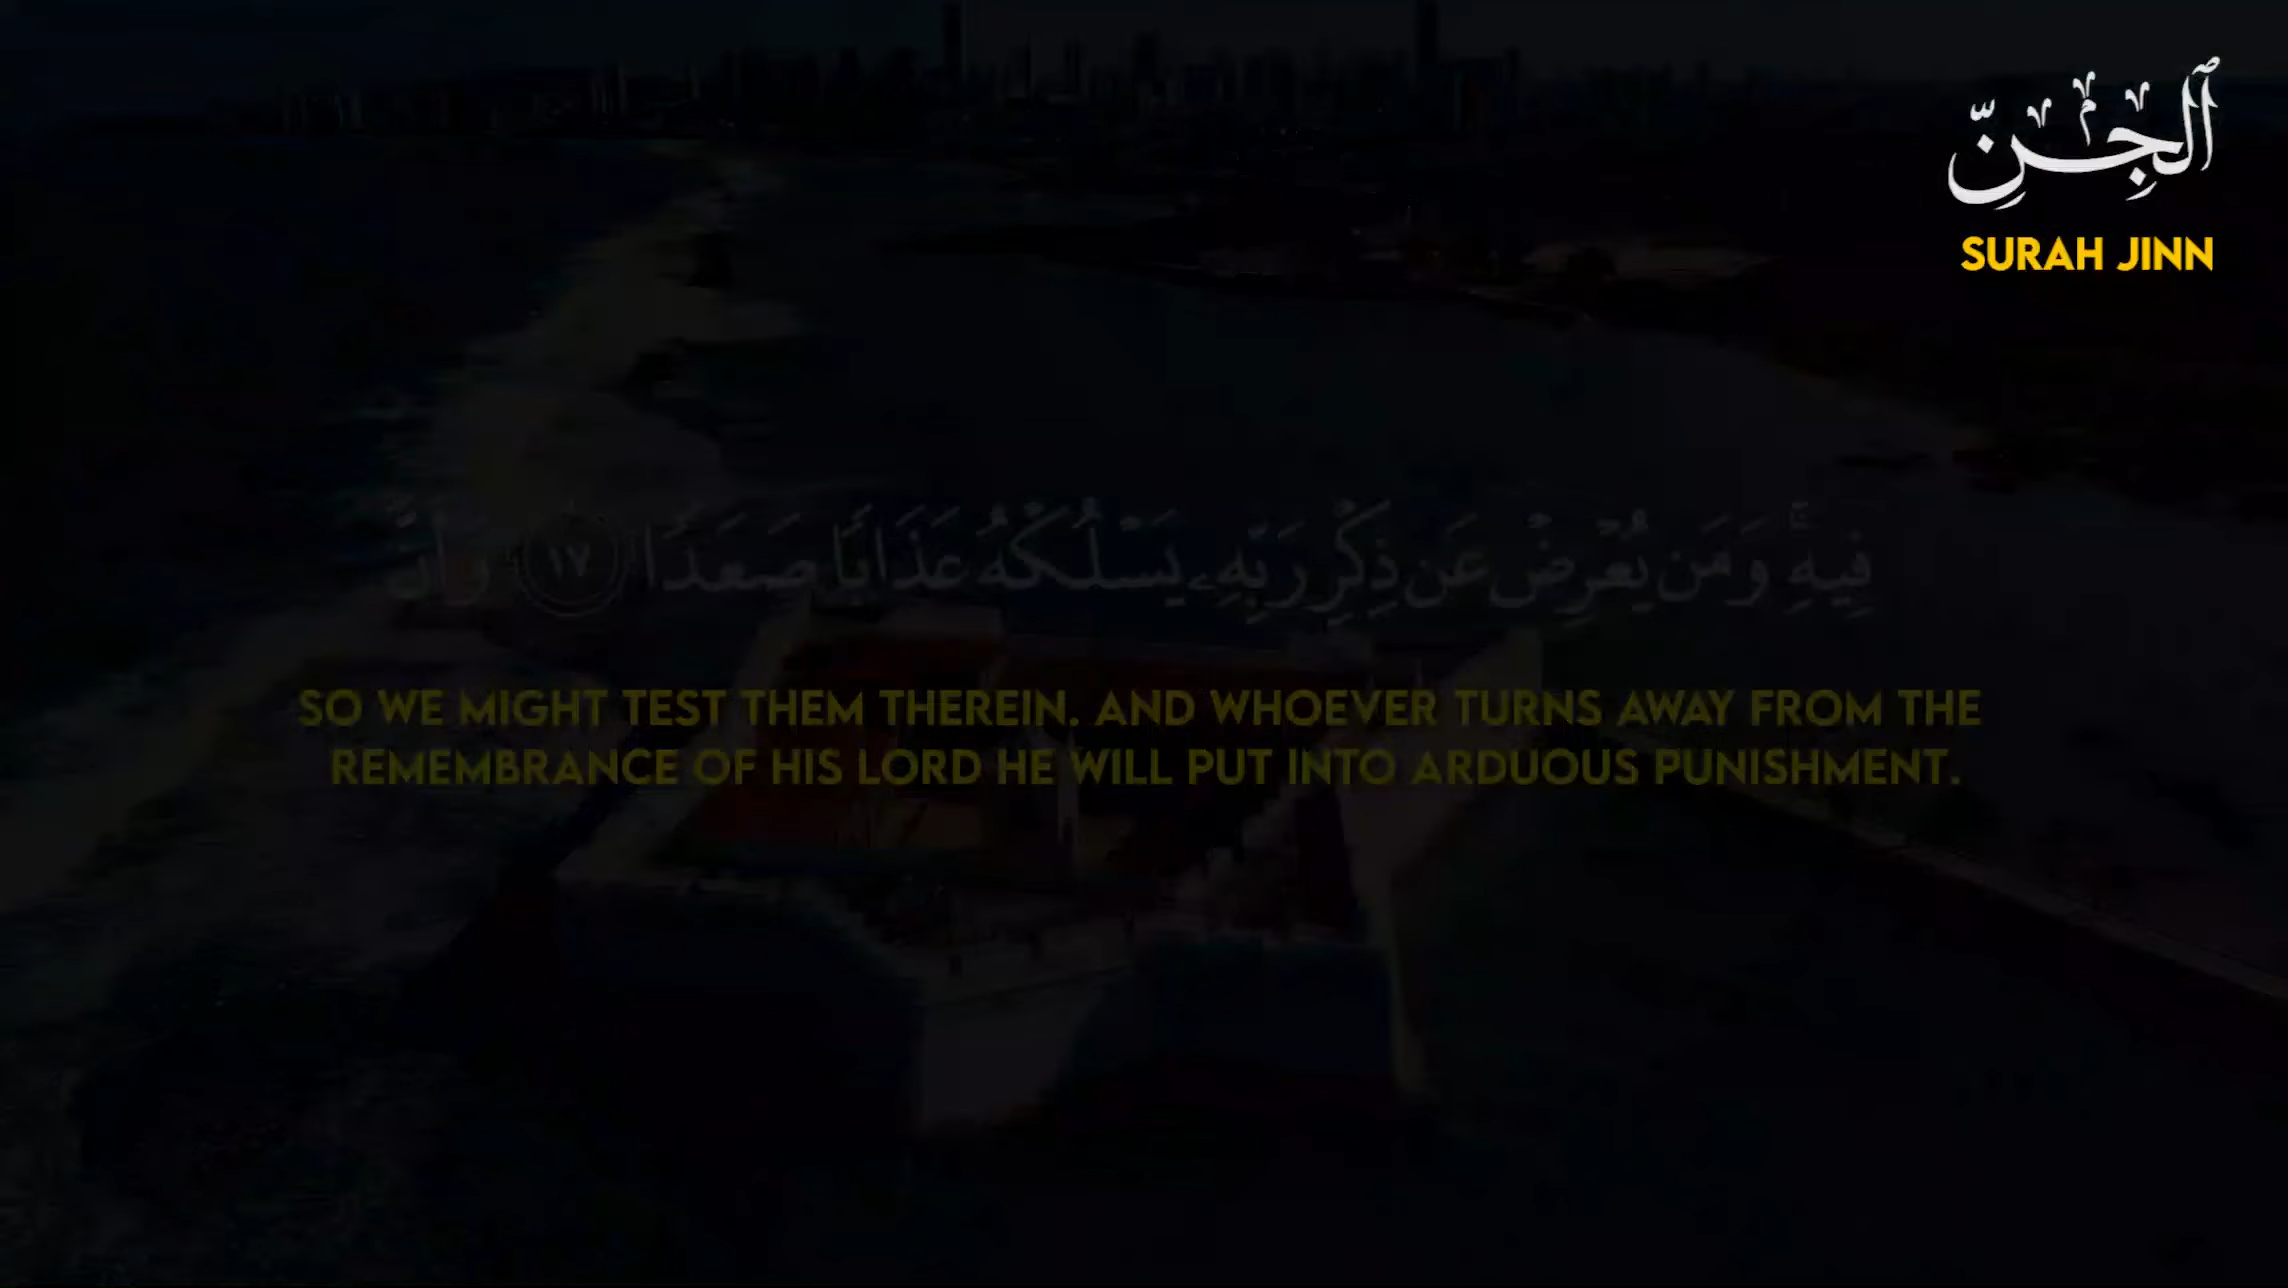 ٱلْجِنّ
SURAH JINN
فِيهِۚ وَمَن يُعْرِضْ عَن ذِكْرِ رَبِّهِۦ يَسْلُكْهُ عَذَابًا صَعَدًا ١٧ وَأَنَّ
SO WE MIGHT TEST THEM THEREIN. AND WHOEVER TURNS AWAY FROM THE
REMEMBRANCE OF HIS LORD HE WILL PUT INTO ARDUOUS PUNISHMENT.